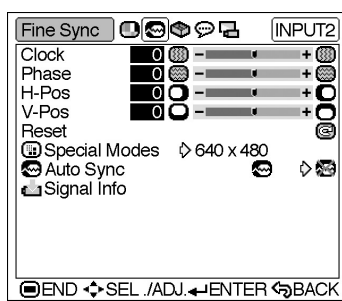 Fine Sync INPUT2
Clock 0 - +
Phase 0 - +
H-Pos 0 - +
V-Pos 0 - +
Reset
Special Modes 640 x 480
Auto Sync
Signal Info
END SEL ./ADJ. ENTER BACK